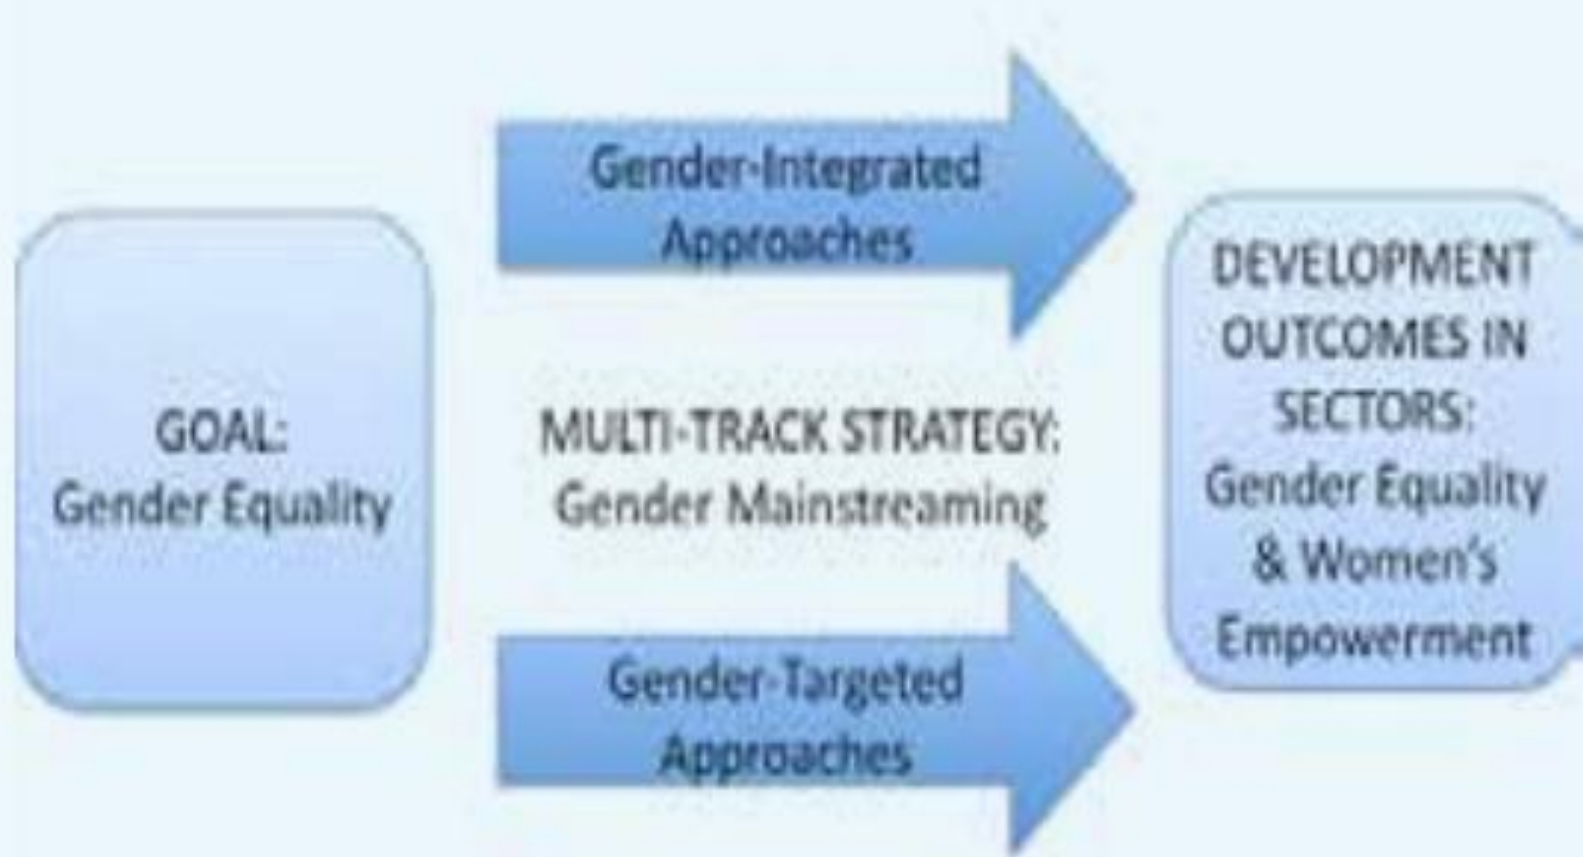 GOAL:
Gender Equality
Gender-Integrated
Approaches
MULTI-TRACK STRATEGY:
Gender Mainstreaming
Gender-Targeted
Approaches
DEVELOPMENT
OUTCOMES IN
SECTORS:
Gender Equality
& Women's
Empowerment